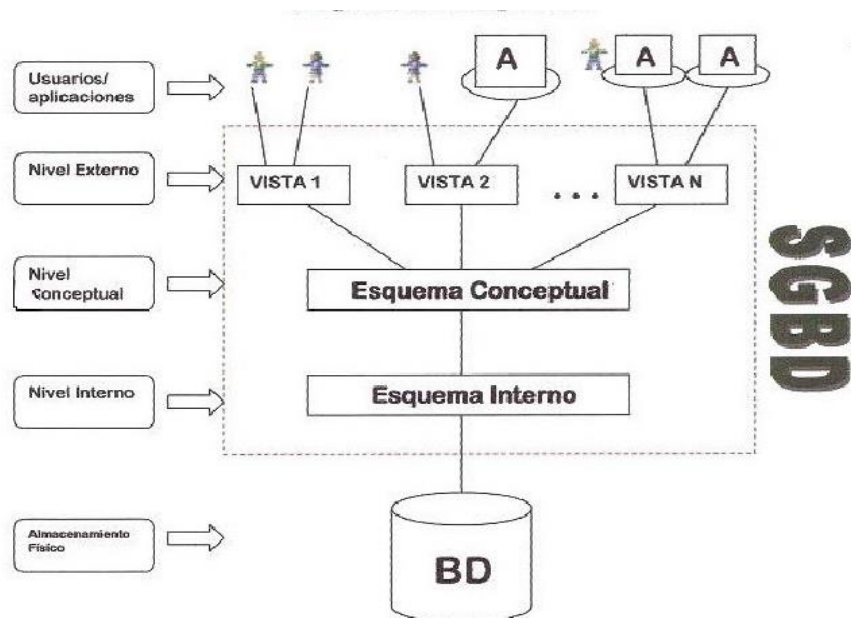 Usuarios/
aplicaciones
A
A
A
Nivel Externo
VISTA 1
VISTA 2
. . .
VISTA N
Nivel
Conceptual
Esquema Conceptual
Nivel Interno
Esquema Interno
Almacenamiento
Físico
BD
SGBD